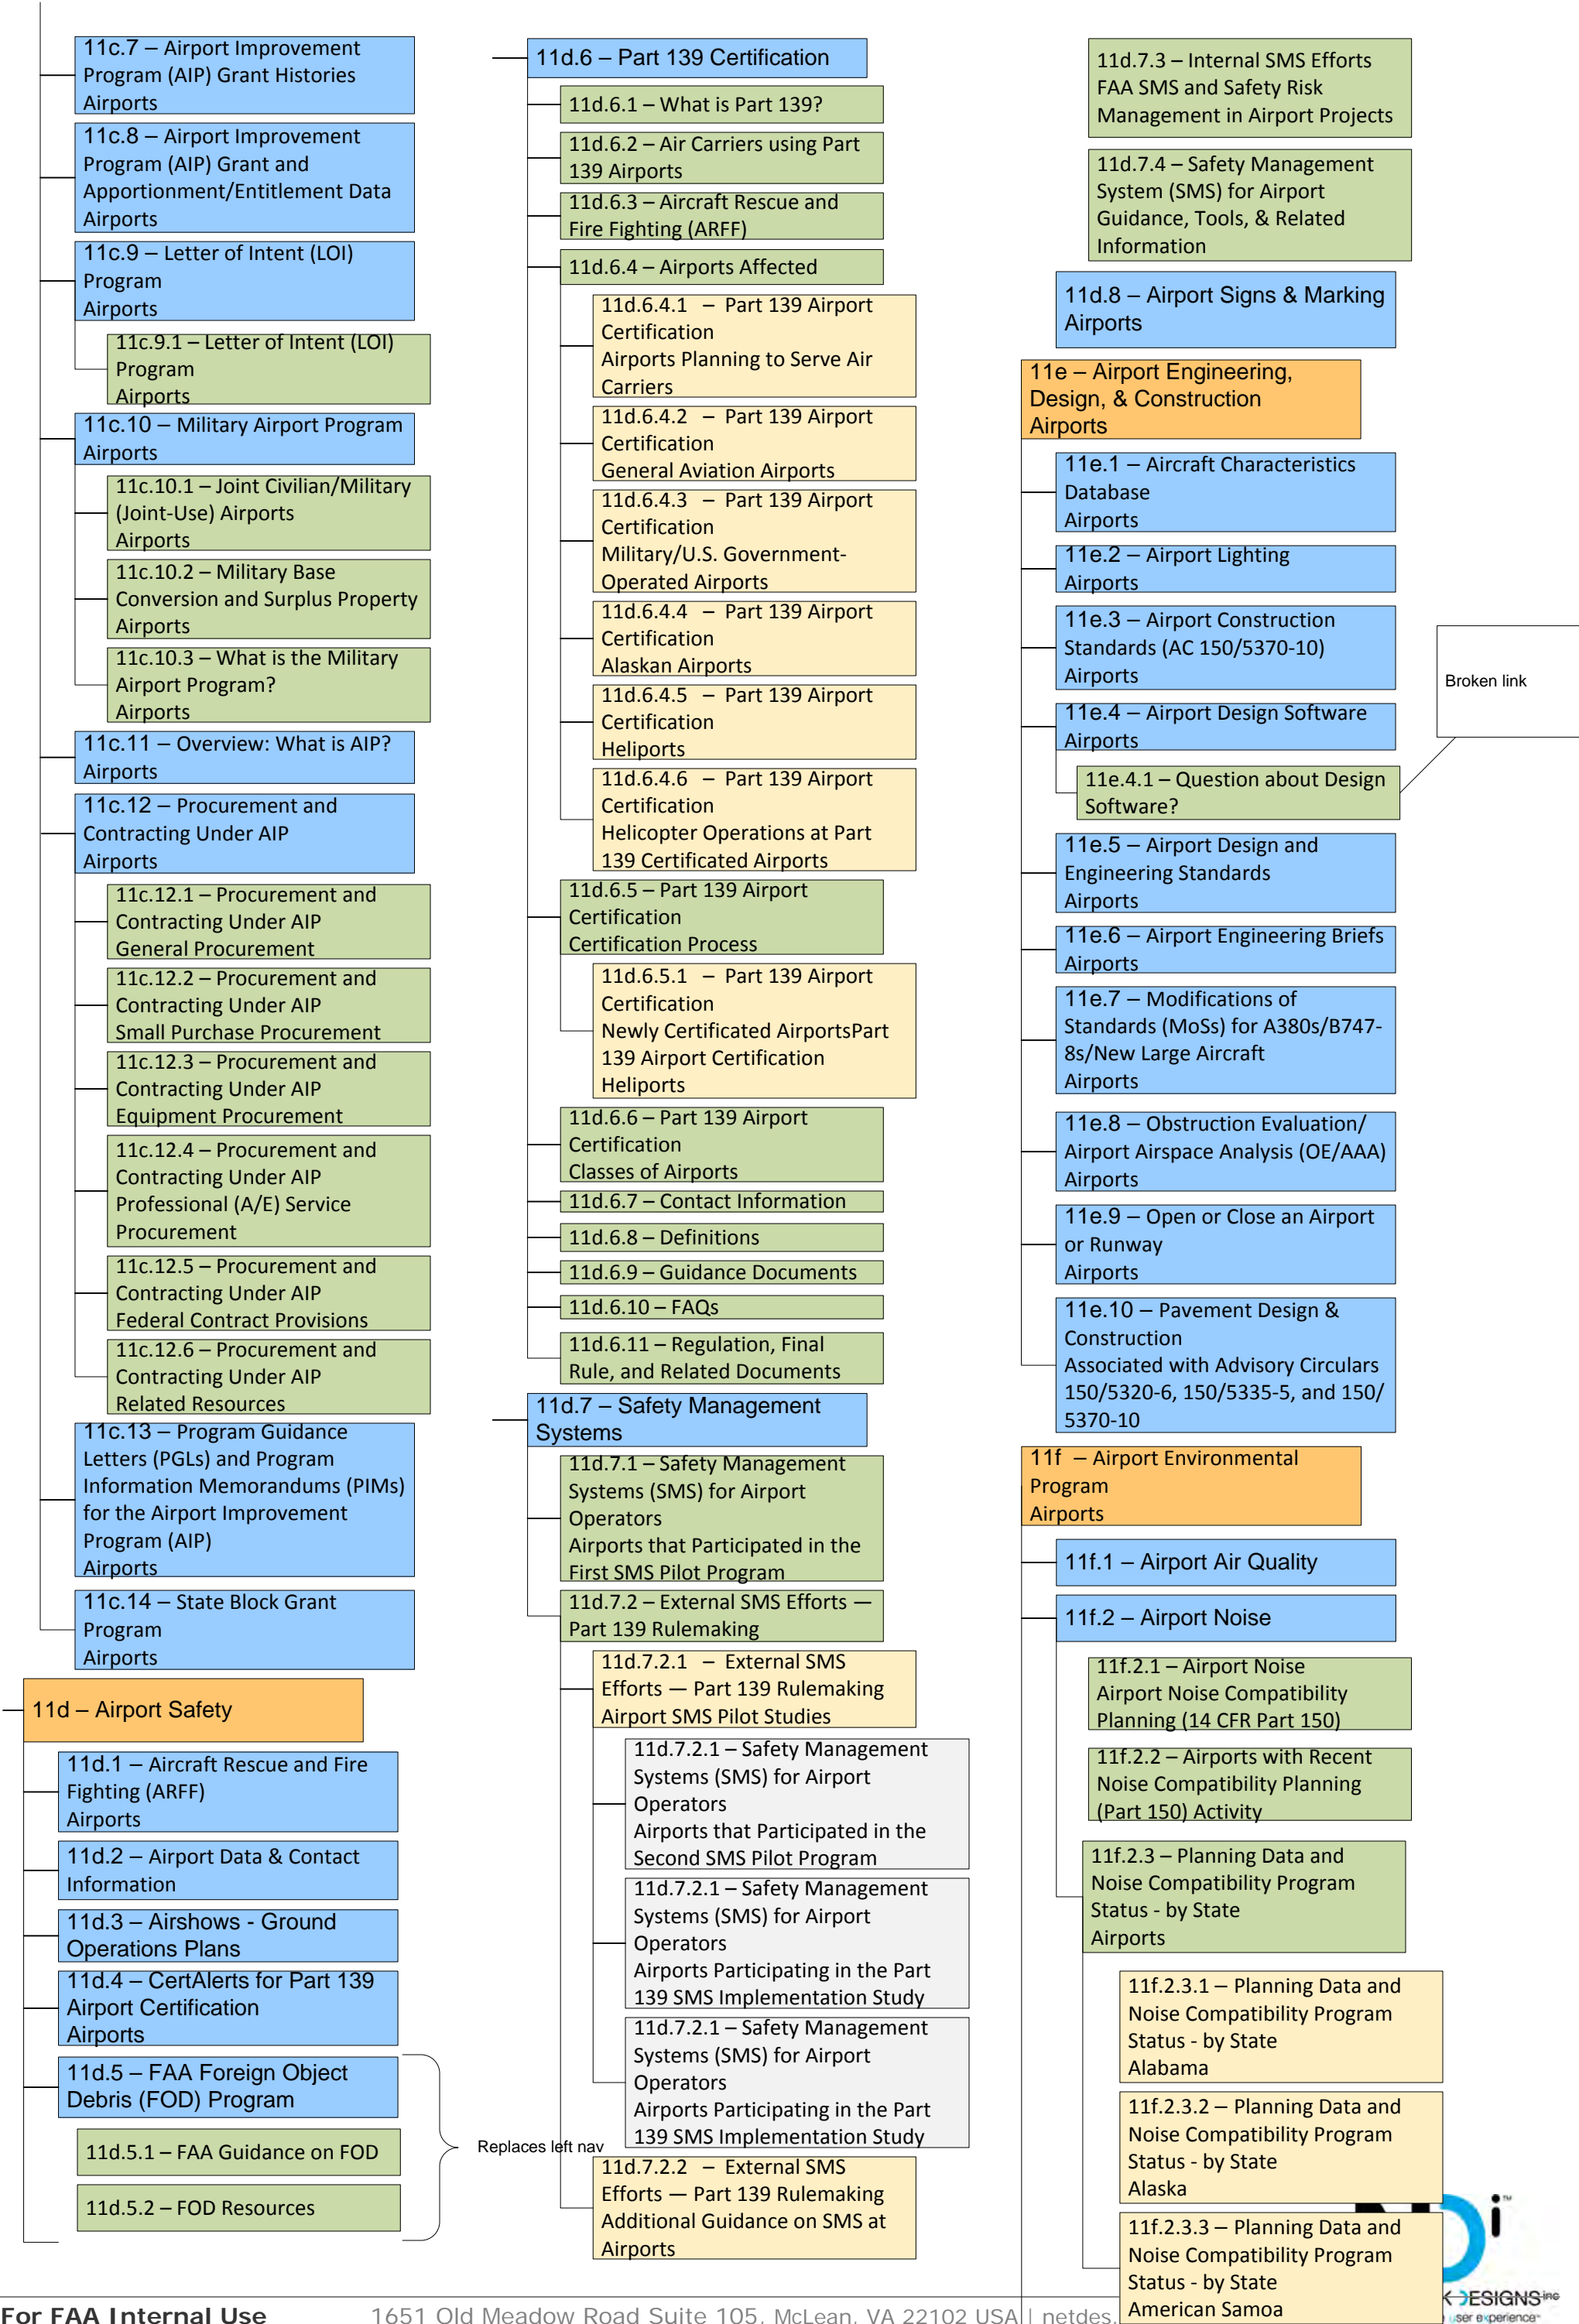 11c.7 – Airport Improvement
Program (AIP) Grant Histories
Airports
11c.8 – Airport Improvement
Program (AIP) Grant and
Apportionment/Entitlement Data
Airports
11c.9 – Letter of Intent (LOI)
Program
Airports
11c.9.1 – Letter of Intent (LOI)
Program
Airports
11c.10 – Military Airport Program
Airports
11c.10.1 – Joint Civilian/Military
(Joint-Use) Airports
Airports
11c.10.2 – Military Base
Conversion and Surplus Property
Airports
11c.10.3 – What is the Military
Airport Program?
Airports
11c.11 – Overview: What is AIP?
Airports
11c.12 – Procurement and
Contracting Under AIP
Airports
11c.12.1 – Procurement and
Contracting Under AIP
General Procurement
11c.12.2 – Procurement and
Contracting Under AIP
Small Purchase Procurement
11c.12.3 – Procurement and
Contracting Under AIP
Equipment Procurement
11c.12.4 – Procurement and
Contracting Under AIP
Professional (A/E) Service
Procurement
11c.12.5 – Procurement and
Contracting Under AIP
Federal Contract Provisions
11c.12.6 – Procurement and
Contracting Under AIP
Related Resources
11c.13 – Program Guidance
Letters (PGLs) and Program
Information Memorandums (PIMs)
for the Airport Improvement
Program (AIP)
Airports
11c.14 – State Block Grant
Program
Airports
11d – Airport Safety
11d.1 – Aircraft Rescue and Fire
Fighting (ARFF)
Airports
11d.2 – Airport Data & Contact
Information
11d.3 – Airshows - Ground
Operations Plans
11d.4 – CertAlerts for Part 139
Airport Certification
Airports
11d.5 – FAA Foreign Object
Debris (FOD) Program
11d.5.1 – FAA Guidance on FOD
11d.5.2 – FOD Resources
Replaces left nav
11d.6 – Part 139 Certification
11d.6.1 – What is Part 139?
11d.6.2 – Air Carriers using Part
139 Airports
11d.6.3 – Aircraft Rescue and
Fire Fighting (ARFF)
11d.6.4 – Airports Affected
11d.6.4.1 – Part 139 Airport
Certification
Airports Planning to Serve Air
Carriers
11d.6.4.2 – Part 139 Airport
Certification
General Aviation Airports
11d.6.4.3 – Part 139 Airport
Certification
Military/U.S. Government-
Operated Airports
11d.6.4.4 – Part 139 Airport
Certification
Alaskan Airports
11d.6.4.5 – Part 139 Airport
Certification
Heliports
11d.6.4.6 – Part 139 Airport
Certification
Helicopter Operations at Part
139 Certificated Airports
11d.6.5 – Part 139 Airport
Certification
Certification Process
11d.6.5.1 – Part 139 Airport
Certification
Newly Certificated AirportsPart
139 Airport Certification
Heliports
11d.6.6 – Part 139 Airport
Certification
Classes of Airports
11d.6.7 – Contact Information
11d.6.8 – Definitions
11d.6.9 – Guidance Documents
11d.6.10 – FAQs
11d.6.11 – Regulation, Final
Rule, and Related Documents
11d.7 – Safety Management
Systems
11d.7.1 – Safety Management
Systems (SMS) for Airport
Operators
Airports that Participated in the
First SMS Pilot Program
11d.7.2 – External SMS Efforts —
Part 139 Rulemaking
11d.7.2.1 – External SMS
Efforts — Part 139 Rulemaking
Airport SMS Pilot Studies
11d.7.2.1 – Safety Management
Systems (SMS) for Airport
Operators
Airports that Participated in the
Second SMS Pilot Program
11d.7.2.1 – Safety Management
Systems (SMS) for Airport
Operators
Airports Participating in the Part
139 SMS Implementation Study
11d.7.2.1 – Safety Management
Systems (SMS) for Airport
Operators
Airports Participating in the Part
139 SMS Implementation Study
11d.7.2.2 – External SMS
Efforts — Part 139 Rulemaking
Additional Guidance on SMS at
Airports
11d.7.3 – Internal SMS Efforts
FAA SMS and Safety Risk
Management in Airport Projects
11d.7.4 – Safety Management
System (SMS) for Airport
Guidance, Tools, & Related
Information
11d.8 – Airport Signs & Marking
Airports
11e – Airport Engineering,
Design, & Construction
Airports
11e.1 – Aircraft Characteristics
Database
Airports
11e.2 – Airport Lighting
Airports
11e.3 – Airport Construction
Standards (AC 150/5370-10)
Airports
11e.4 – Airport Design Software
Airports
11e.4.1 – Question about Design
Software?
Broken link
11e.5 – Airport Design and
Engineering Standards
Airports
11e.6 – Airport Engineering Briefs
Airports
11e.7 – Modifications of
Standards (MoSs) for A380s/B747-
8s/New Large Aircraft
Airports
11e.8 – Obstruction Evaluation/
Airport Airspace Analysis (OE/AAA)
Airports
11e.9 – Open or Close an Airport
or Runway
Airports
11e.10 – Pavement Design &
Construction
Associated with Advisory Circulars
150/5320-6, 150/5335-5, and 150/
5370-10
11f – Airport Environmental
Program
Airports
11f.1 – Airport Air Quality
11f.2 – Airport Noise
11f.2.1 – Airport Noise
Airport Noise Compatibility
Planning (14 CFR Part 150)
11f.2.2 – Airports with Recent
Noise Compatibility Planning
(Part 150) Activity
11f.2.3 – Planning Data and
Noise Compatibility Program
Status - by State
Airports
11f.2.3.1 – Planning Data and
Noise Compatibility Program
Status - by State
Alabama
11f.2.3.2 – Planning Data and
Noise Compatibility Program
Status - by State
Alaska
11f.2.3.3 – Planning Data and
Noise Compatibility Program
Status - by State
American Samoa
For FAA Internal Use
1651 Old Meadow Road Suite 105, McLean, VA 22102 USA | netdes.
DESIGNS inc
user experience